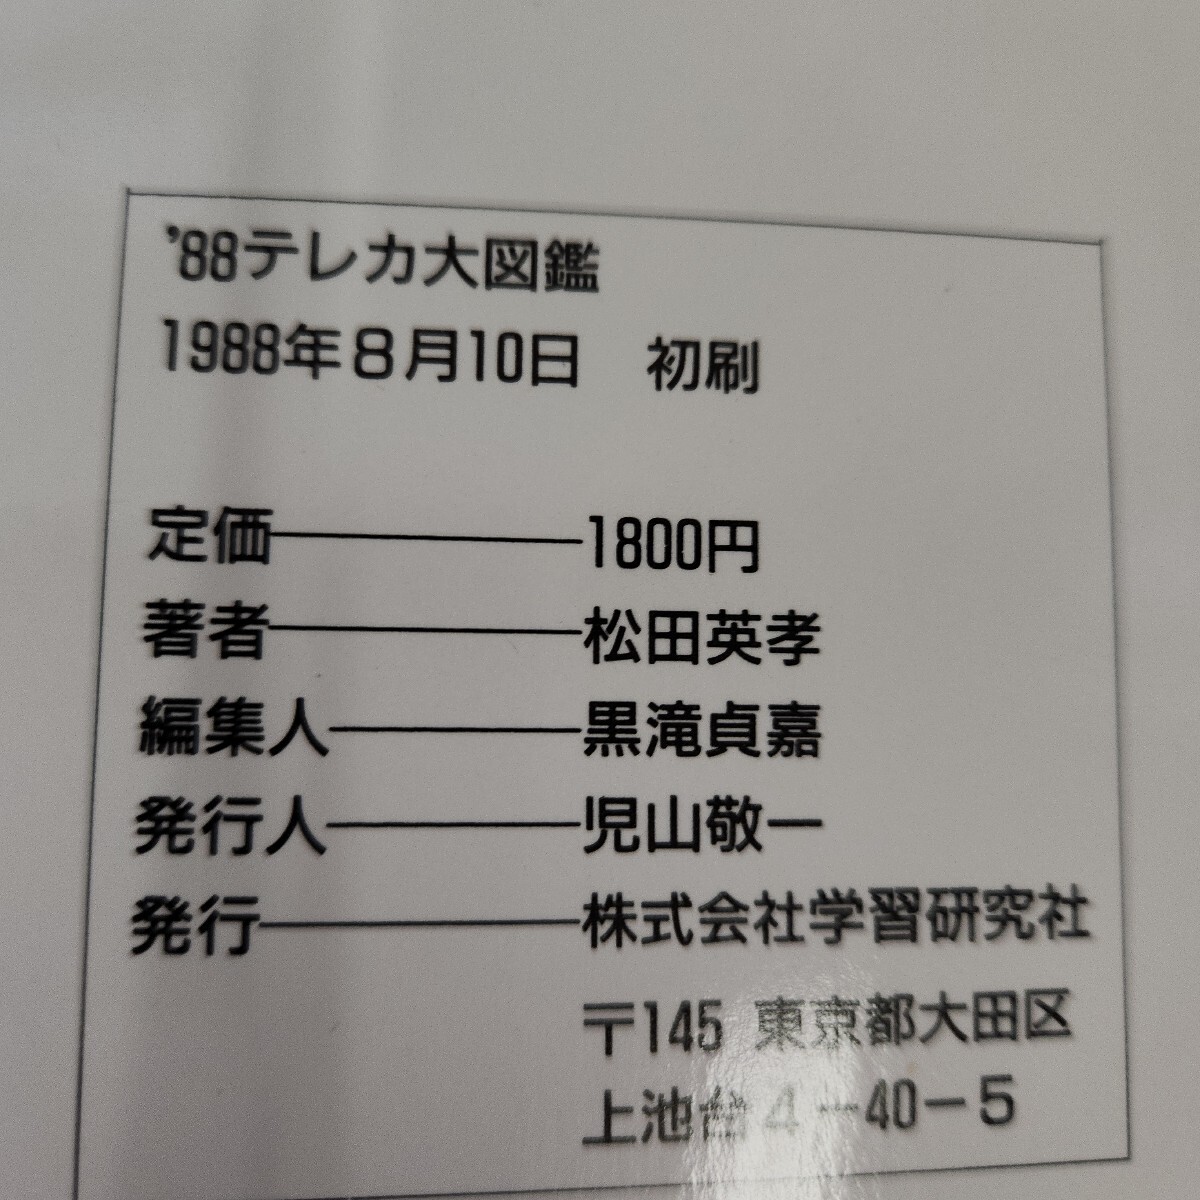 '88テレカ大図鑑
1988年8月10日　初刷
定価――1800円
著者――松田英孝
編集人――黒滝貞嘉
発行人――児山敬一
発行――株式会社学習研究社
〒145 東京都大田区
上池台4-40-5